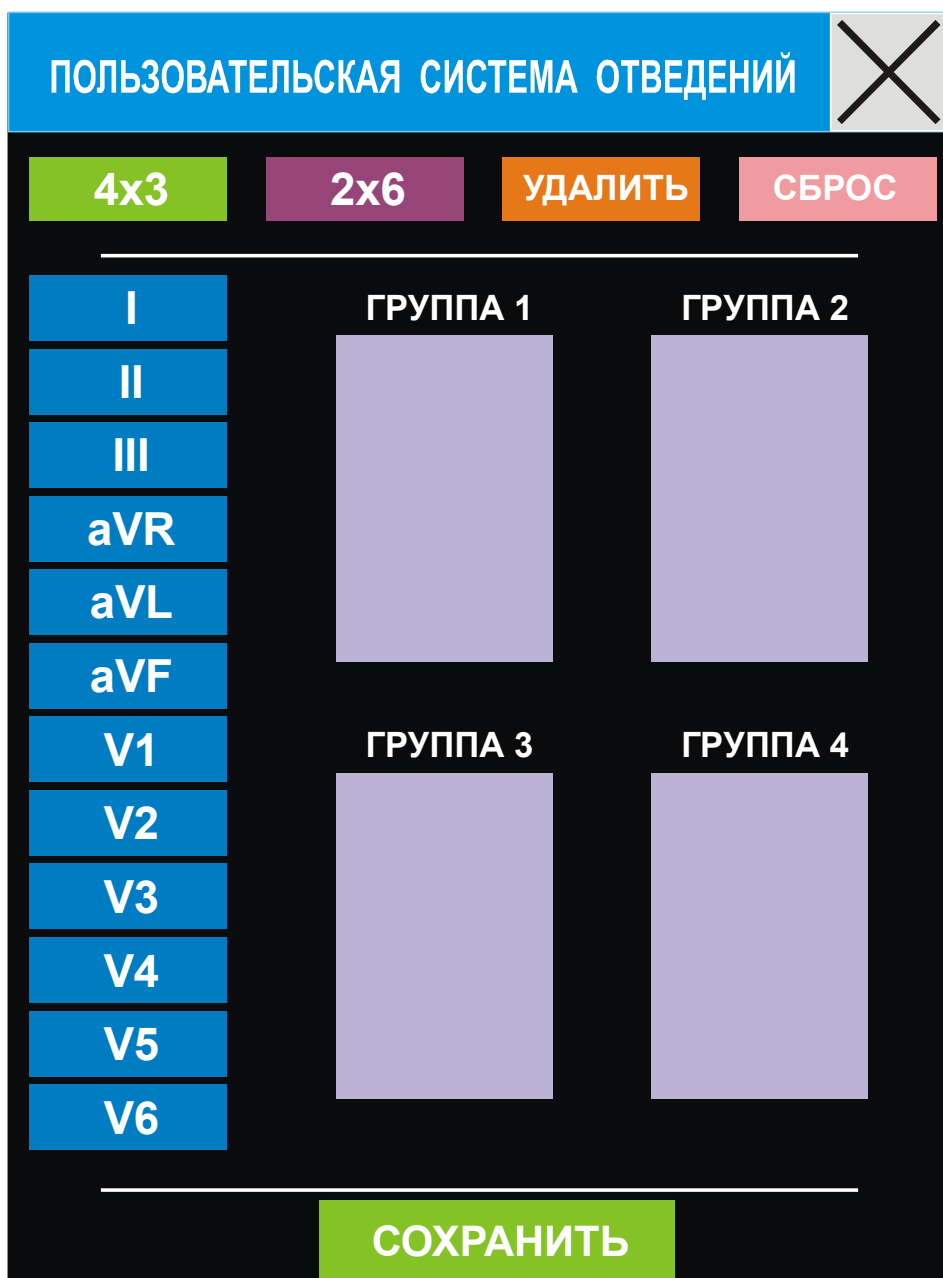 ПОЛЬЗОВАТЕЛЬСКАЯ СИСТЕМА ОТВЕДЕНИЙ
4x3 2x6 УДАЛИТЬ СБРОС
I
II
III
aVR
aVL
aVF
V1
V2
V3
V4
V5
V6
ГРУППА 1 ГРУППА 2
ГРУППА 3 ГРУППА 4
СОХРАНИТЬ